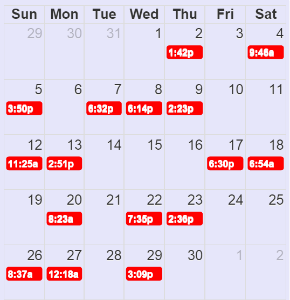 Sun Mon Tue Wed Thu Fri Sat
29 30 31 1 2 3 4
1:42p 9:46a
5 6 7 8 9 10 11
3:50p 6:32p 6:14p 2:23p
12 13 14 15 16 17 18
11:25a 2:51p 6:30p 6:54a
19 20 21 22 23 24 25
8:23a 7:35p 2:36p
26 27 28 29 30 1 2
8:37a 12:18a 3:09p